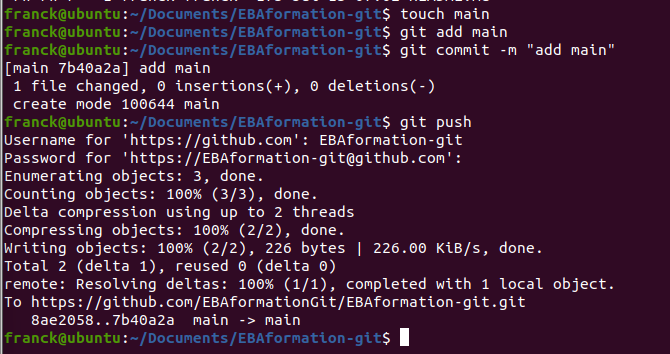 franck@ubuntu:~/Documents/EBAformation-git$ touch main
franck@ubuntu:~/Documents/EBAformation-git$ git add main
franck@ubuntu:~/Documents/EBAformation-git$ git commit -m "add main"
[main 7b40a2a] add main
 1 file changed, 0 insertions(+), 0 deletions(-)
 create mode 100644 main
franck@ubuntu:~/Documents/EBAformation-git$ git push
Username for 'https://github.com': EBAformation-git
Password for 'https://EBAformation-git@github.com':
Enumerating objects: 3, done.
Counting objects: 100% (3/3), done.
Delta compression using up to 2 threads
Compressing objects: 100% (2/2), done.
Writing objects: 100% (2/2), 226 bytes | 226.00 KiB/s, done.
Total 2 (delta 1), reused 0 (delta 0)
remote: Resolving deltas: 100% (1/1), completed with 1 local object.
To https://github.com/EBAformationGit/EBAformation-git.git
   8ae2058..7b40a2a  main -> main
franck@ubuntu:~/Documents/EBAformation-git$